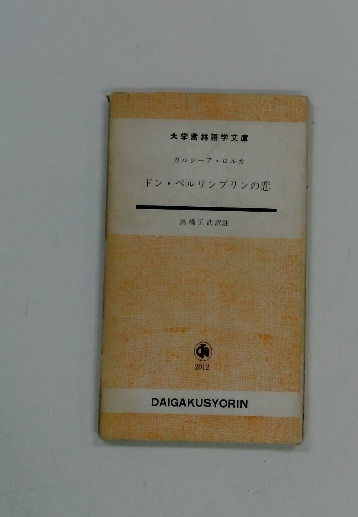 大学書林語学文庫
ガルシーア・ロルカ
ドン・ペルリンプリンの恋
高橋正武訳註
2012
DAIGAKUSYORIN